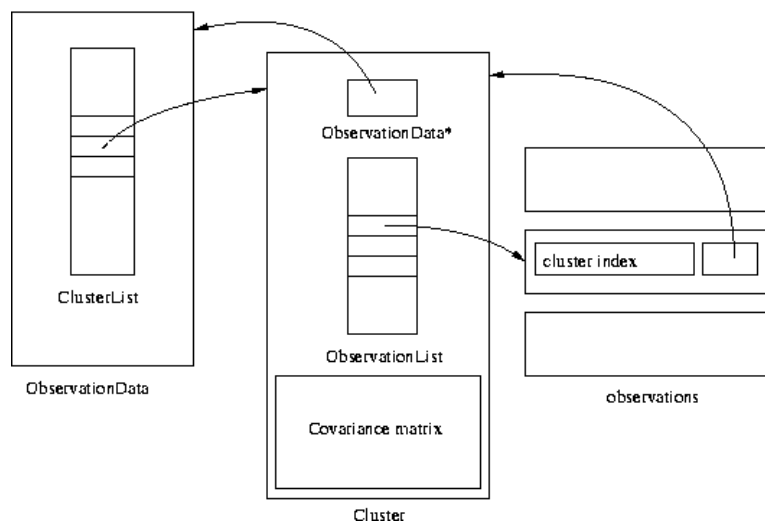 ObservationData*
ClusterList
ObservationData
ObservationList
Covariance matrix
Cluster
cluster index
observations